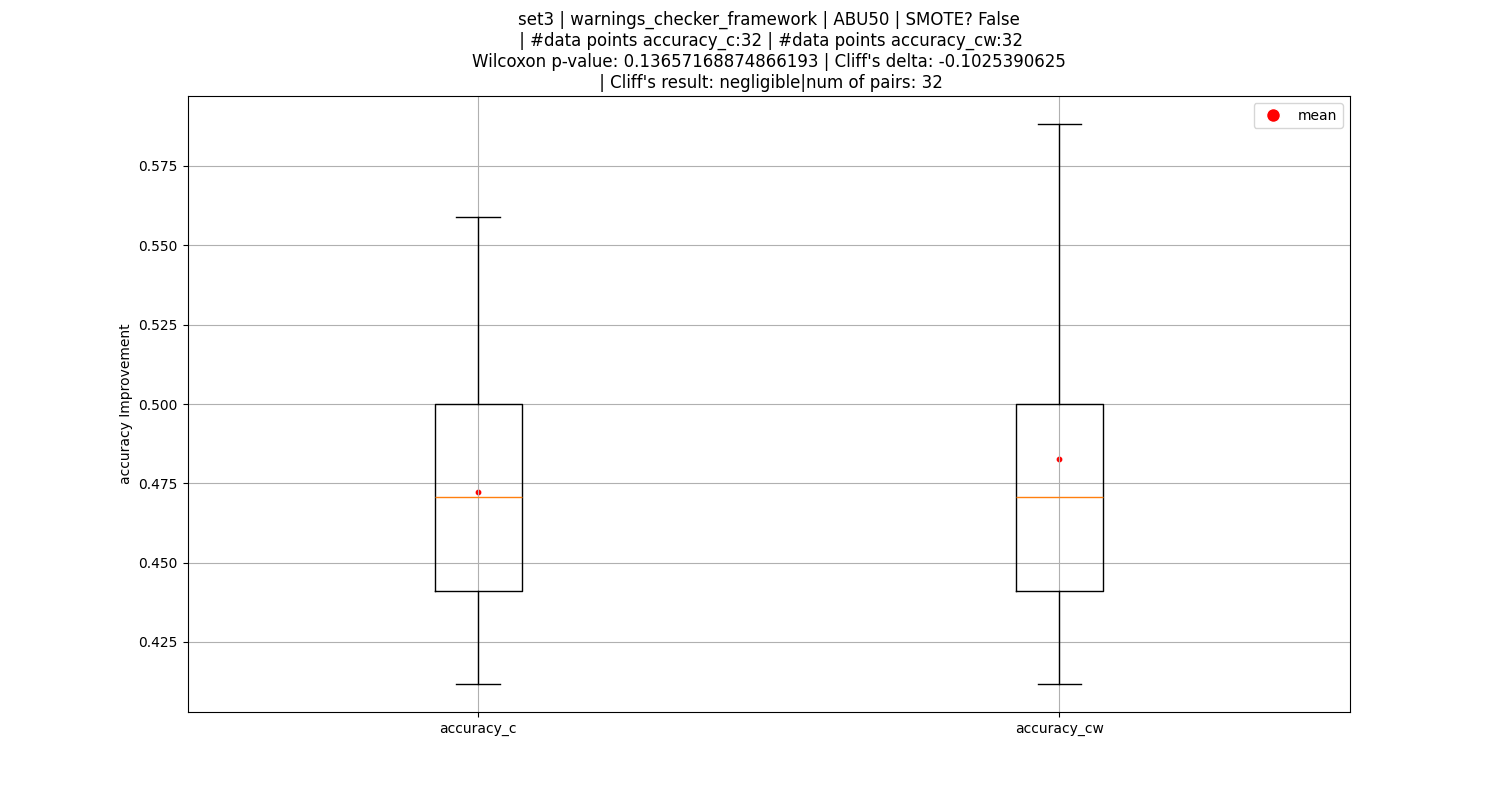 set3 | warnings_checker_framework | ABU50 | SMOTE? False
| #data points accuracy_c:32 | #data points accuracy_cw:32
Wilcoxon p-value: 0.13657168874866193 | Cliff's delta: -0.1025390625
| Cliff's result: negligible|num of pairs: 32
mean
accuracy Improvement
0.575
0.550
0.525
0.500
0.475
0.450
0.425
accuracy_c
accuracy_cw